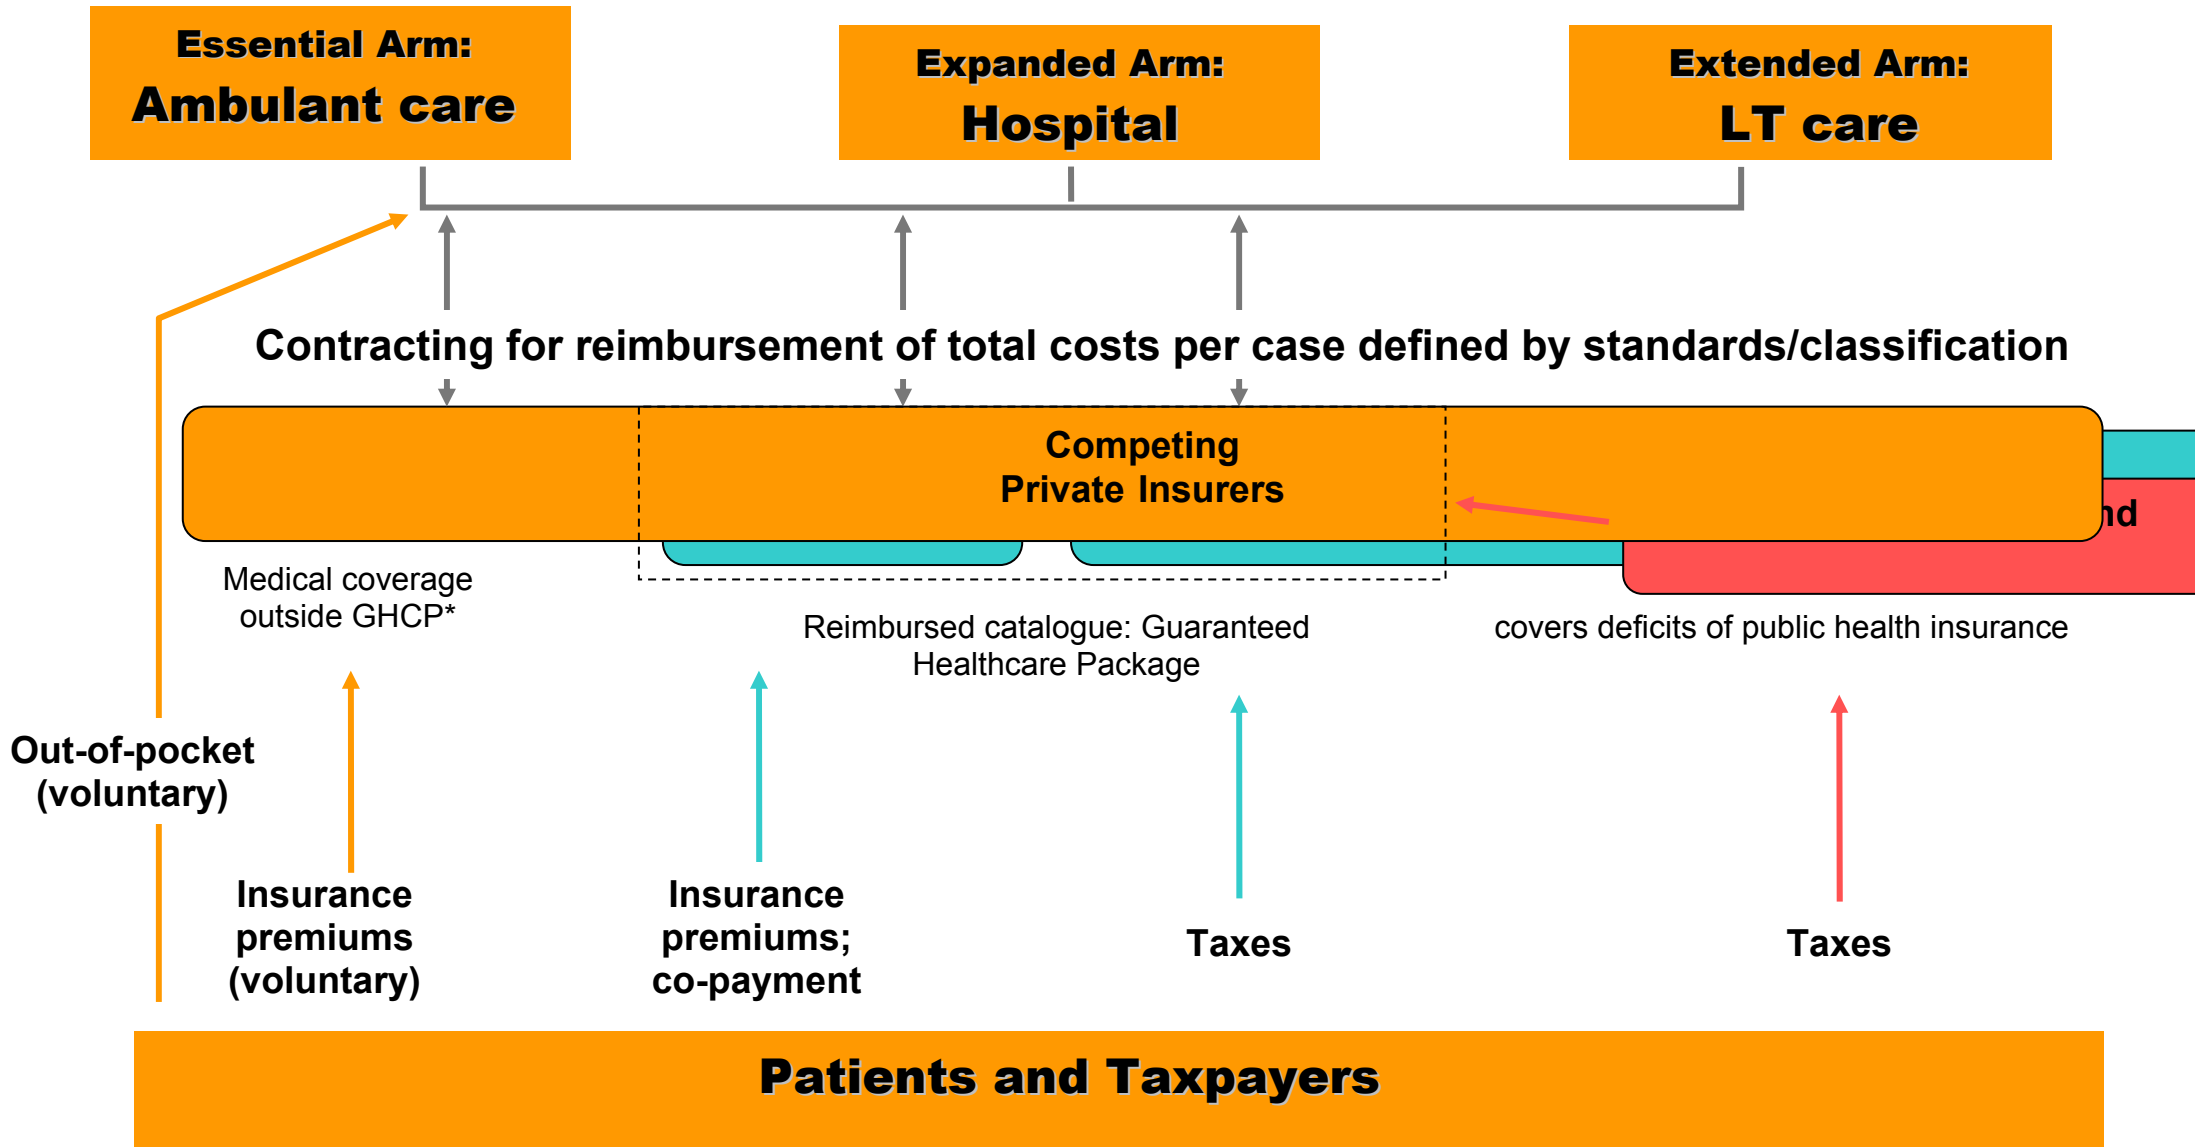 Essential Arm:
Ambulant care
Expanded Arm:
Hospital
Extended Arm:
LT care
Contracting for reimbursement of total costs per case defined by standards/classification
Competing
Private Insurers
Medical coverage
outside GHCP*
Reimbursed catalogue: Guaranteed
Healthcare Package
covers deficits of public health insurance
Out-of-pocket
(voluntary)
Insurance
premiums
(voluntary)
Insurance
premiums;
co-payment
Taxes
Taxes
Patients and Taxpayers